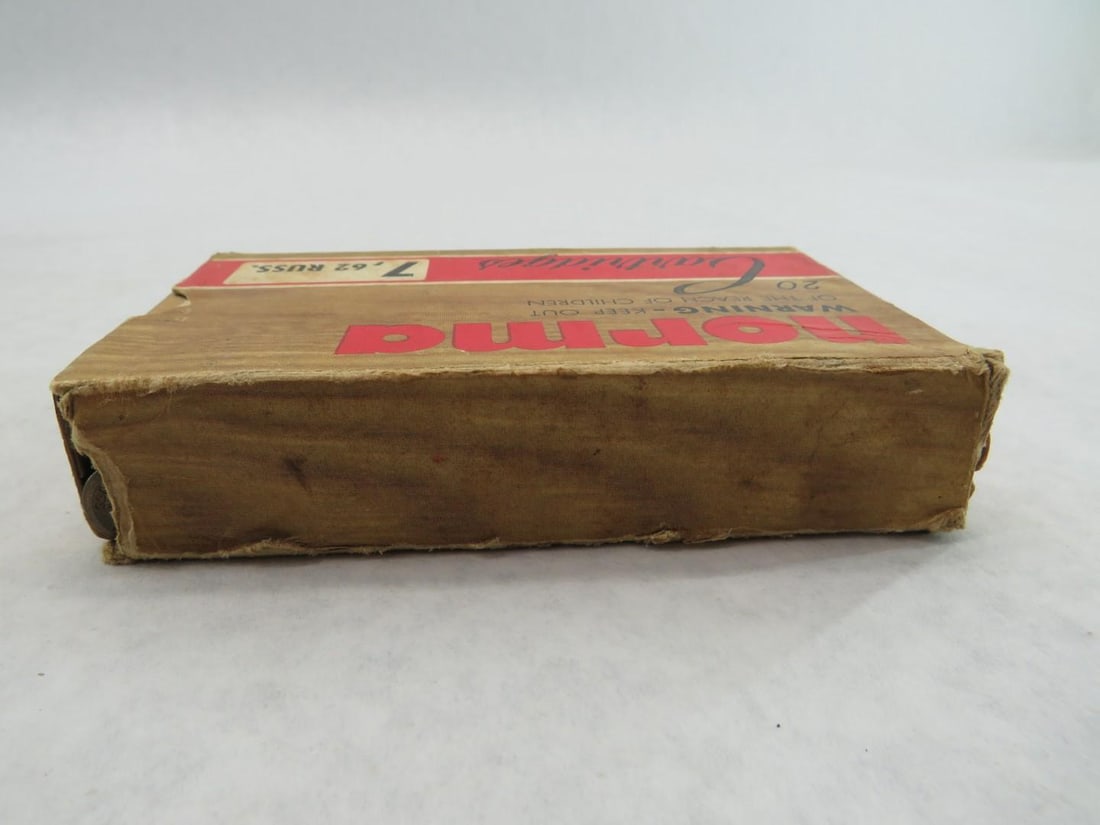 norma
WARNING - KEEP OUT
OF THE REACH OF CHILDREN
20 Cartridges
7,62 RUSS.